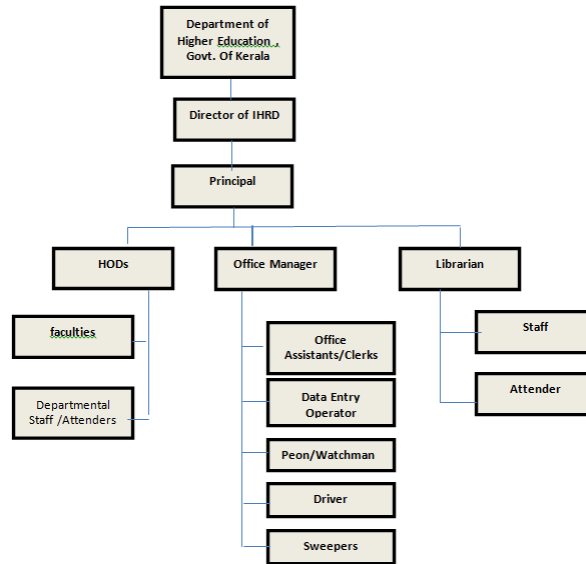 Department of
Higher Education ,
Govt. Of Kerala
Director of IHRD
Principal
HODs
Office Manager
Librarian
faculties
Departmental
Staff /Attenders
Office
Assistants/Clerks
Data Entry
Operator
Peon/Watchman
Driver
Sweepers
Staff
Attender